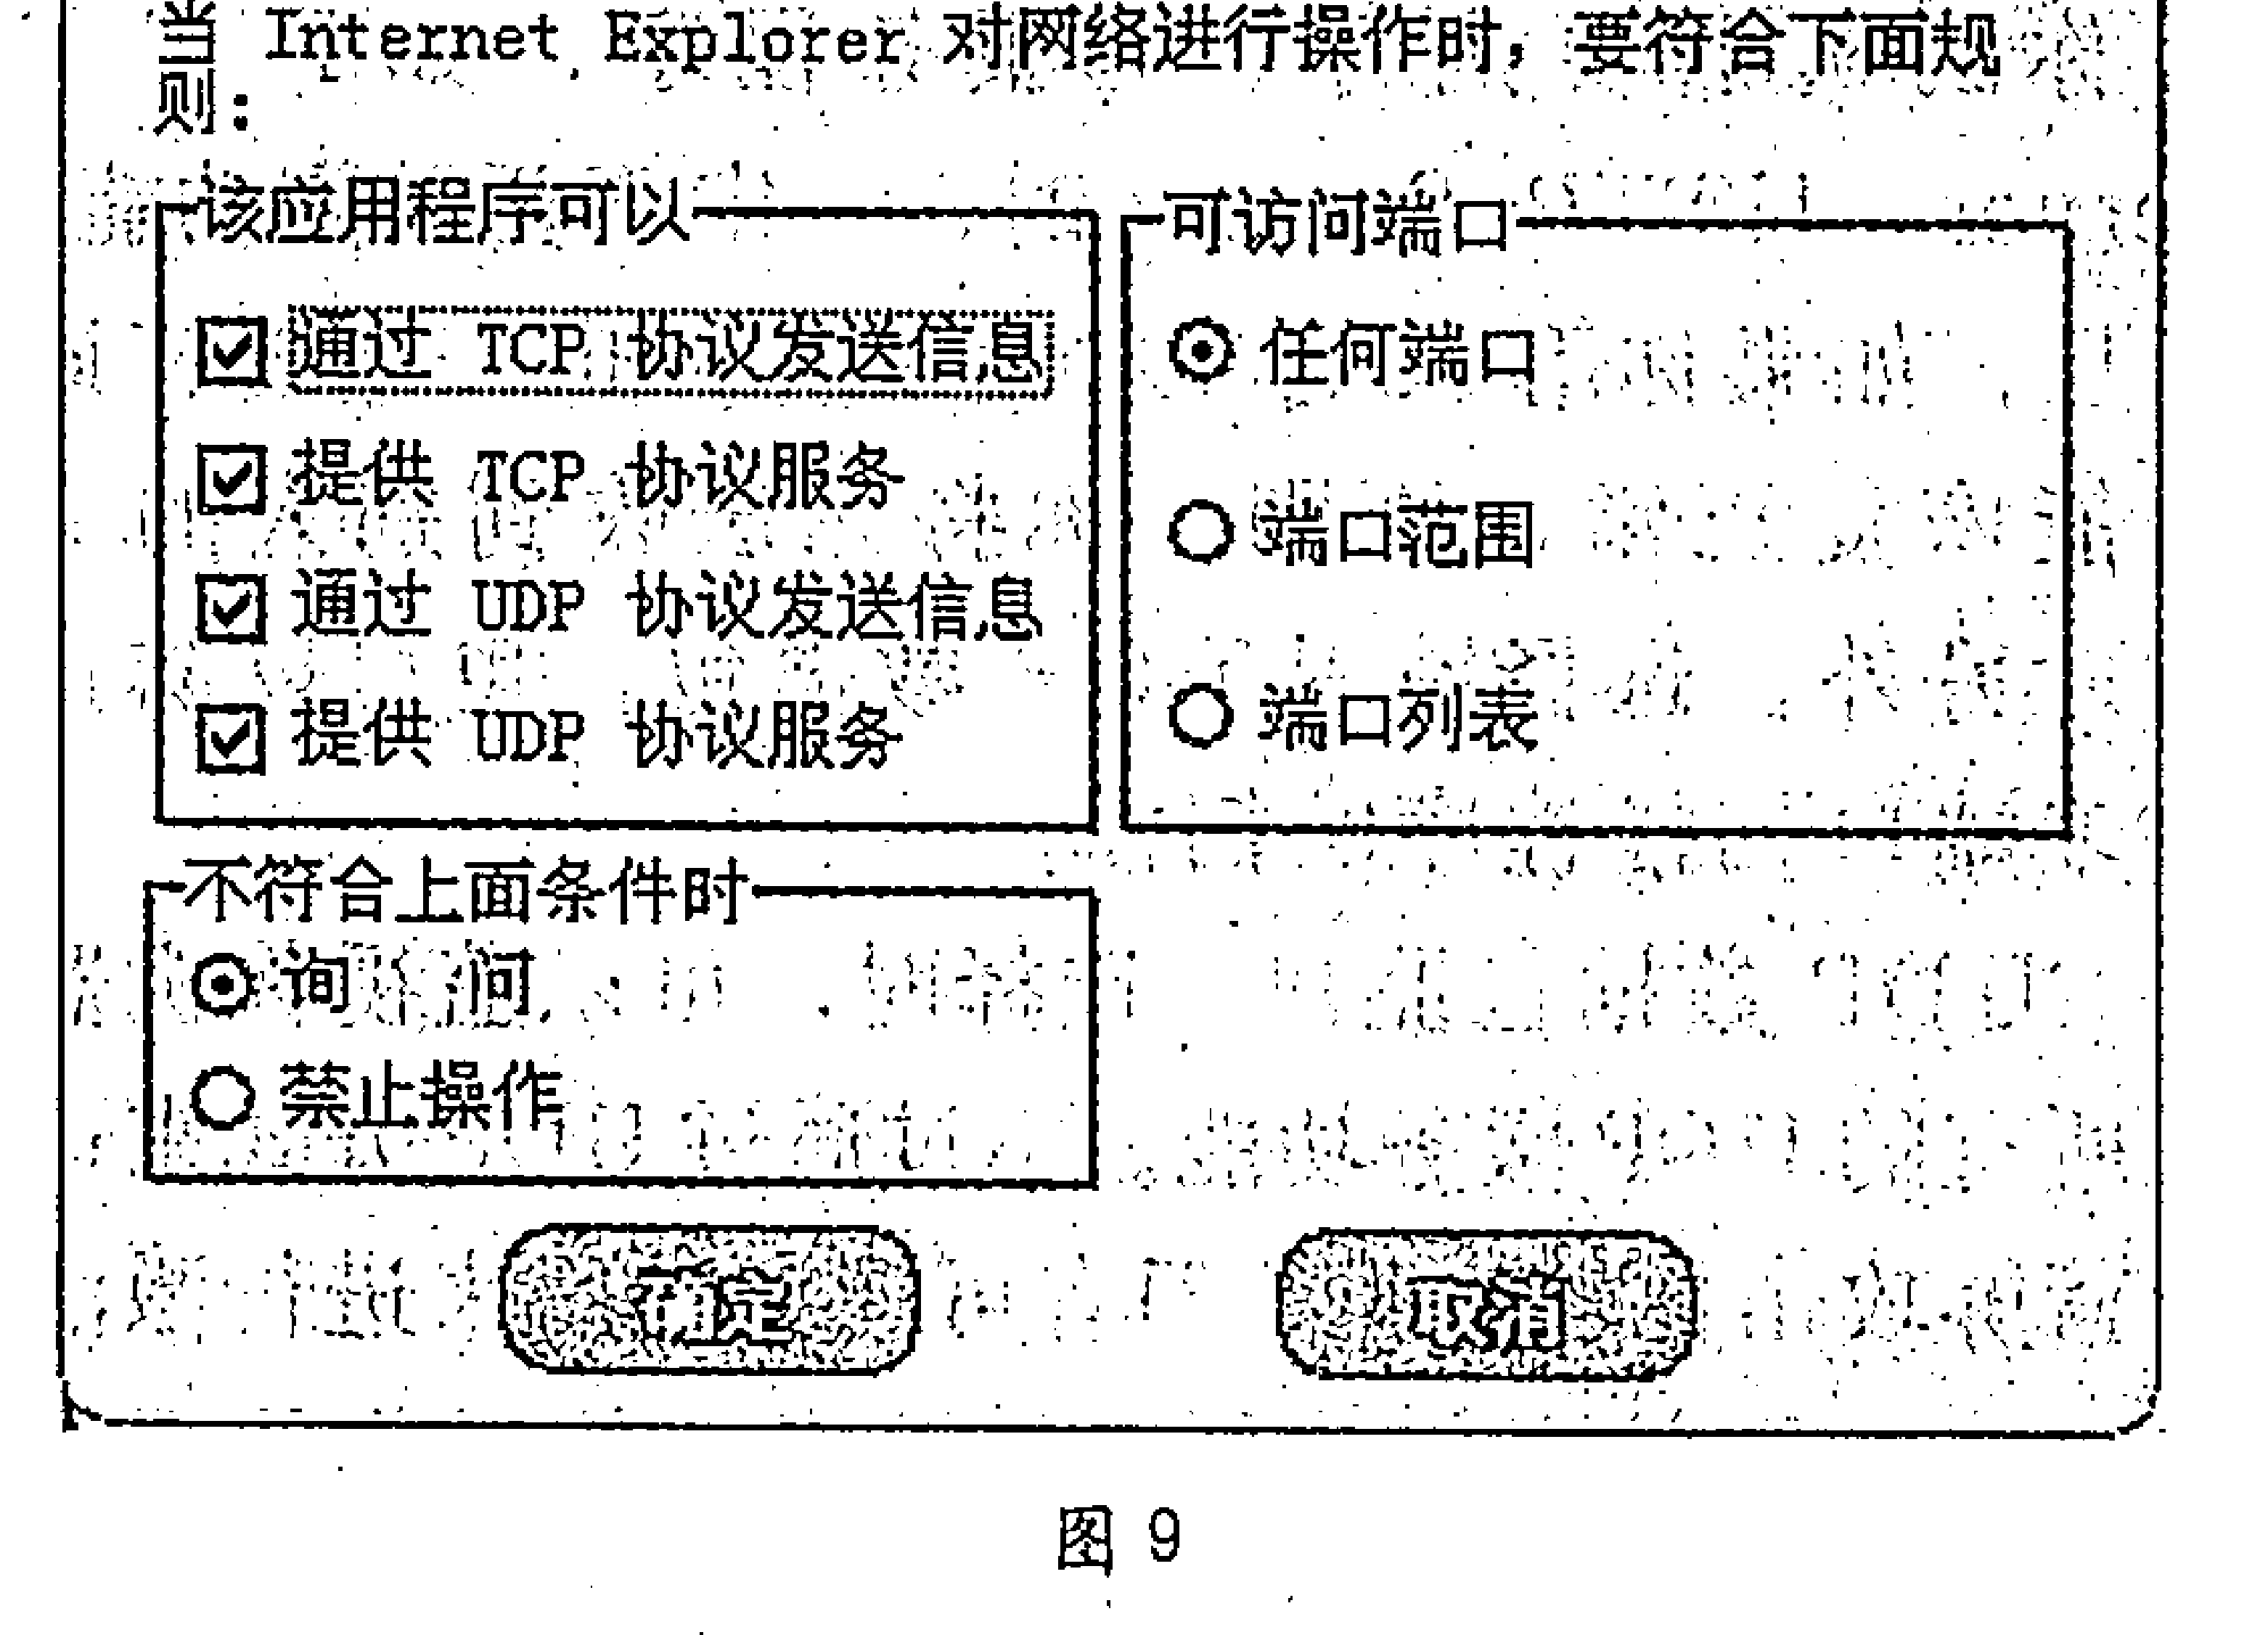 当 Internet Explorer 对网络进行操作时，要符合下面规
则：
该应用程序可以
通过 TCP 协议发送信息
提供 TCP 协议服务
通过 UDP 协议发送信息
提供 UDP 协议服务
可访问端口
任何端口
端口范围
端口列表
不符合上面条件时
询 问
禁止操作
确定
取消
图 9